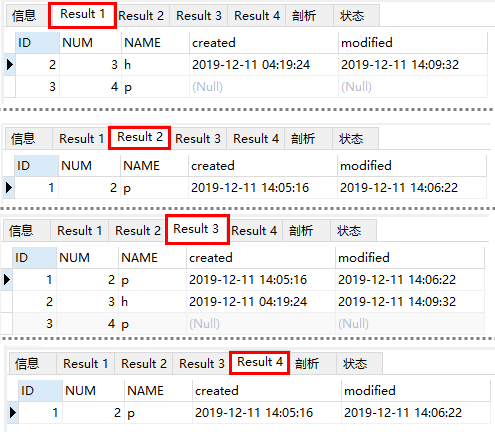 信息 Result 1 Result 2 Result 3 Result 4 剖析 状态
ID NUM NAME created modified
2 3 h 2019-12-11 04:19:24 2019-12-11 14:09:32
3 4 p (Null) (Null)
信息 Result 1 Result 2 Result 3 Result 4 剖析 状态
ID NUM NAME created modified
1 2 p 2019-12-11 14:05:16 2019-12-11 14:06:22
信息 Result 1 Result 2 Result 3 Result 4 剖析 状态
ID NUM NAME created modified
1 2 p 2019-12-11 14:05:16 2019-12-11 14:06:22
2 3 h 2019-12-11 04:19:24 2019-12-11 14:09:32
3 4 p (Null) (Null)
信息 Result 1 Result 2 Result 3 Result 4 剖析 状态
ID NUM NAME created modified
1 2 p 2019-12-11 14:05:16 2019-12-11 14:06:22